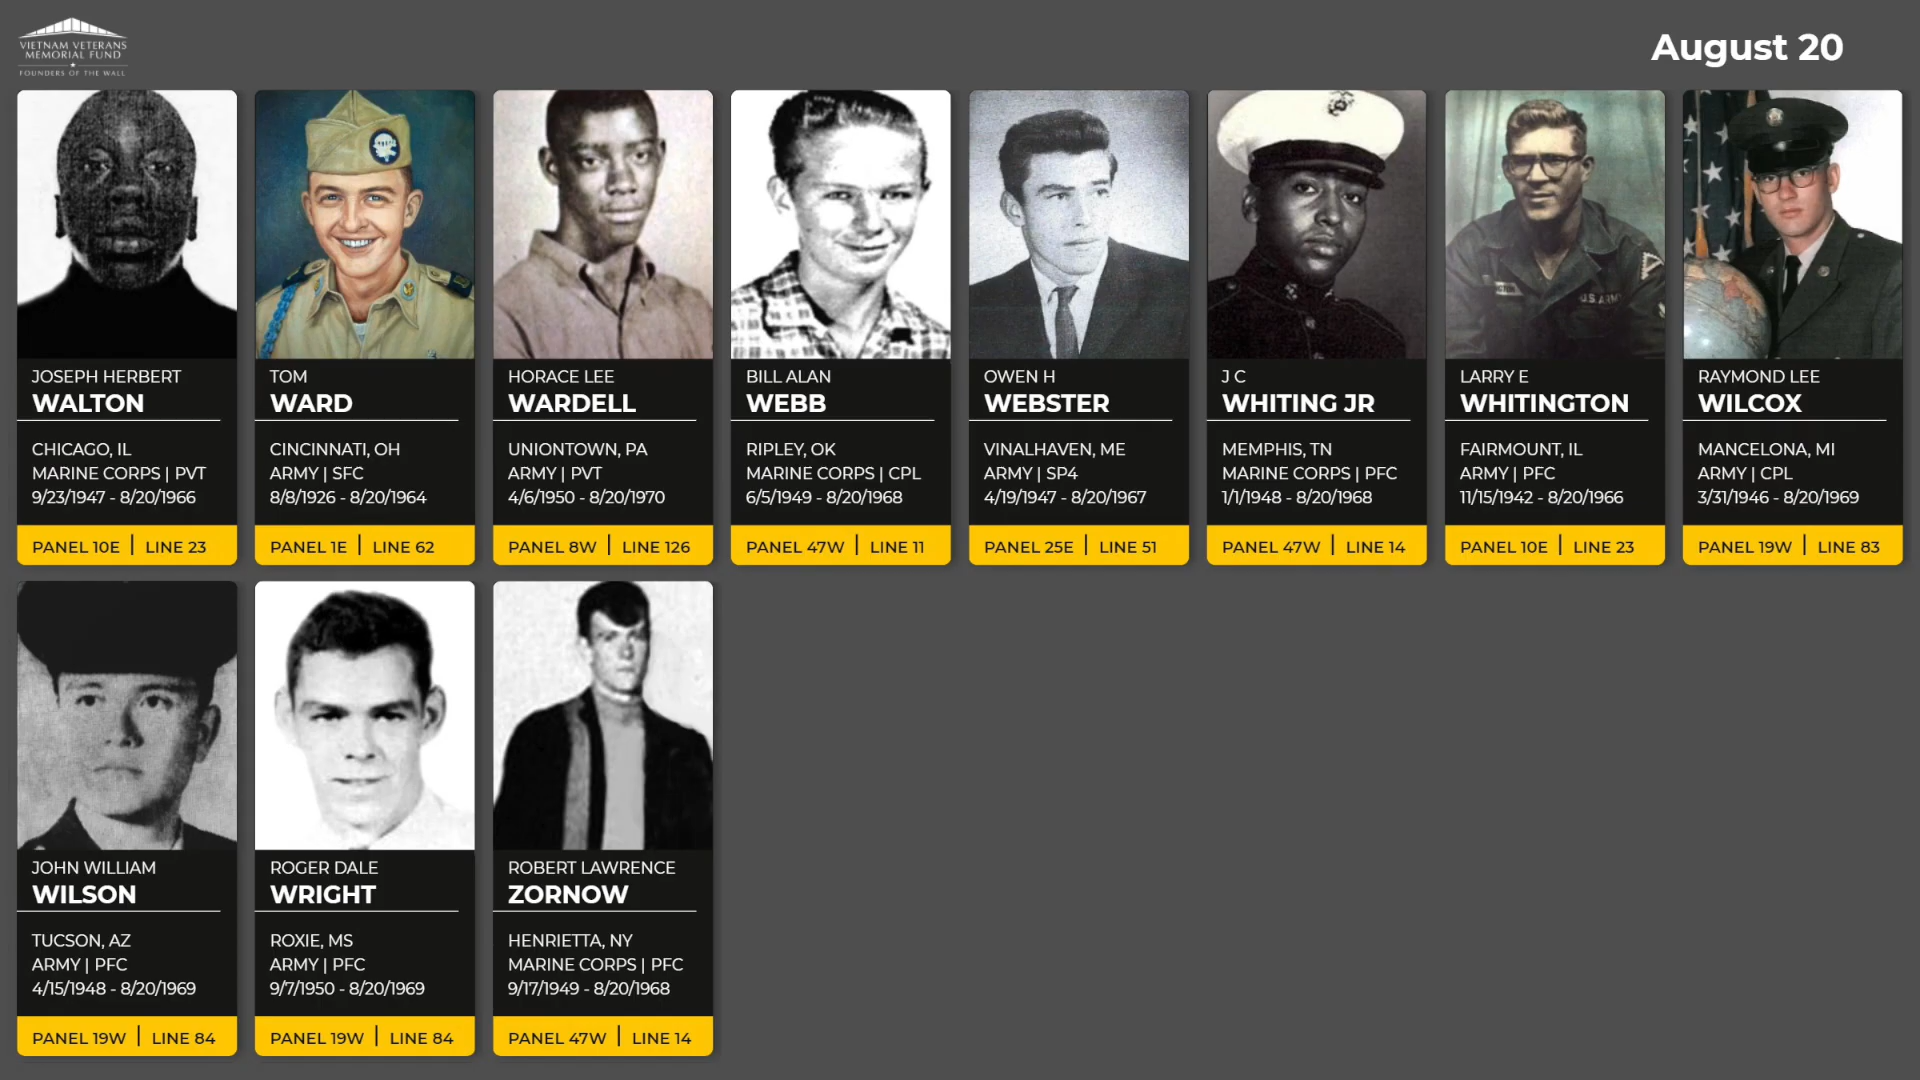 VIETNAM VETERANS
MEMORIAL FUND
FOUNDERS OF THE WALL
August 20
JOSEPH HERBERT
WALTON
CHICAGO, IL
MARINE CORPS | PVT
9/23/1947 - 8/20/1966
PANEL 10E | LINE 23
TOM
WARD
CINCINNATI, OH
ARMY | SFC
8/8/1926 - 8/20/1964
PANEL 1E | LINE 62
HORACE LEE
WARDELL
UNIONTOWN, PA
ARMY | PVT
4/6/1950 - 8/20/1970
PANEL 8W | LINE 126
BILL ALAN
WEBB
RIPLEY, OK
MARINE CORPS | CPL
6/5/1949 - 8/20/1968
PANEL 47W | LINE 11
OWEN H
WEBSTER
VINALHAVEN, ME
ARMY | SP4
4/19/1947 - 8/20/1967
PANEL 25E | LINE 51
J C
WHITING JR
MEMPHIS, TN
MARINE CORPS | PFC
1/1/1948 - 8/20/1968
PANEL 47W | LINE 14
U.S. ARMY
LARRY E
WHITINGTON
FAIRMOUNT, IL
ARMY | PFC
11/15/1942 - 8/20/1966
PANEL 10E | LINE 23
RAYMOND LEE
WILCOX
MANCELONA, MI
ARMY | CPL
3/31/1946 - 8/20/1969
PANEL 19W | LINE 83
JOHN WILLIAM
WILSON
TUCSON, AZ
ARMY | PFC
4/15/1948 - 8/20/1969
PANEL 19W | LINE 84
ROGER DALE
WRIGHT
ROXIE, MS
ARMY | PFC
9/7/1950 - 8/20/1969
PANEL 19W | LINE 84
ROBERT LAWRENCE
ZORNOW
HENRIETTA, NY
MARINE CORPS | PFC
9/17/1949 - 8/20/1968
PANEL 47W | LINE 14